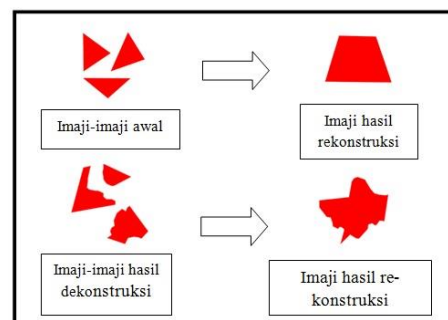 Imaji-imaji awal
Imaji hasil
rekonstruksi
Imaji-imaji hasil
dekonstruksi
Imaji hasil re-
konstruksi